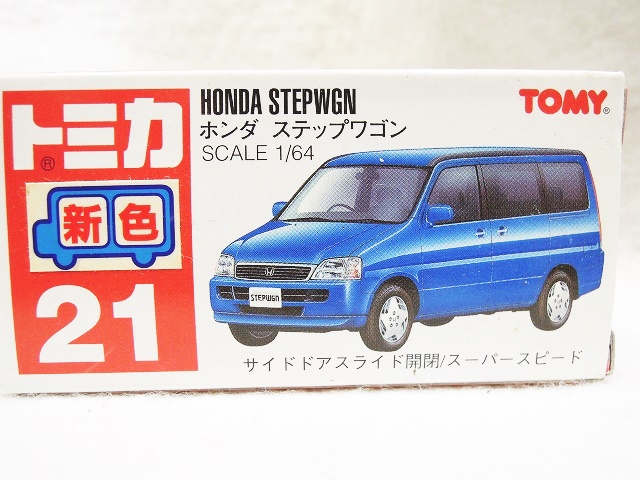 トミカ®
新色
21
HONDA STEPWGN
ホンダ ステップワゴン
SCALE 1/64
TOMY®
STEPWGN
サイドドアスライド開閉/スーパースピード